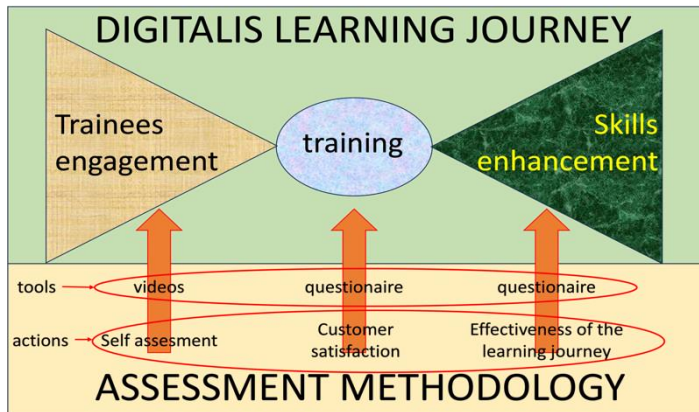 DIGITALIS LEARNING JOURNEY
Trainees
engagement
training
Skills
enhancement
tools
videos
questionaire
questionaire
actions
Self assesment
Customer
satisfaction
Effectiveness of the
learning journey
ASSESSMENT METHODOLOGY